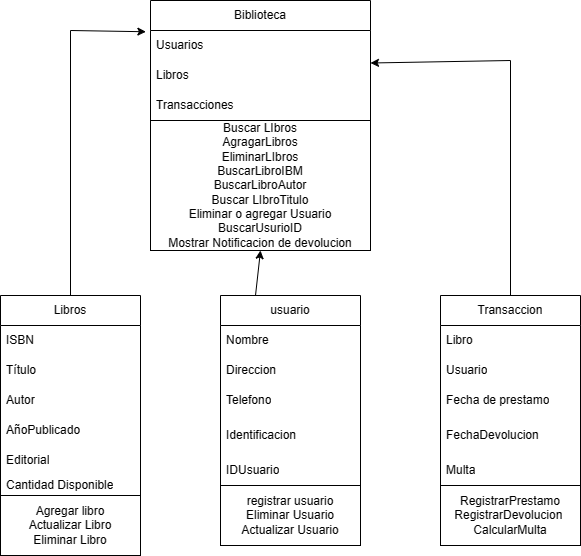 Biblioteca
Usuarios
Libros
Transacciones
Buscar LIbros
AgragarLibros
EliminarLIbros
BuscarLibroIBM
BuscarLibroAutor
Buscar LIbroTitulo
Eliminar o agregar Usuario
BuscarUsurioID
Mostrar Notificacion de devolucion
Libros
ISBN
Título
Autor
AñoPublicado
Editorial
Cantidad Disponible
Agregar libro
Actualizar Libro
Eliminar Libro
usuario
Nombre
Direccion
Telefono
Identificacion
IDUsuario
registrar usuario
Eliminar Usuario
Actualizar Usuario
Transaccion
Libro
Usuario
Fecha de prestamo
FechaDevolucion
Multa
RegistrarPrestamo
RegistrarDevolucion
CalcularMulta